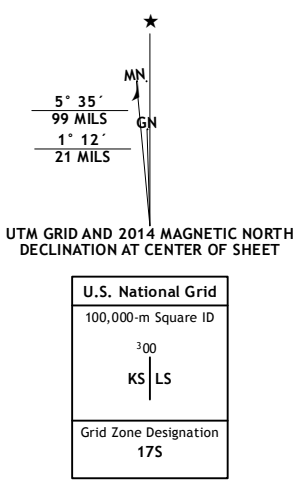 MN.
5° 35´
99 MILS
GN
1° 12´
21 MILS
UTM GRID AND 2014 MAGNETIC NORTH
DECLINATION AT CENTER OF SHEET
U.S. National Grid
100,000-m Square ID
³00
KS LS
Grid Zone Designation
17S